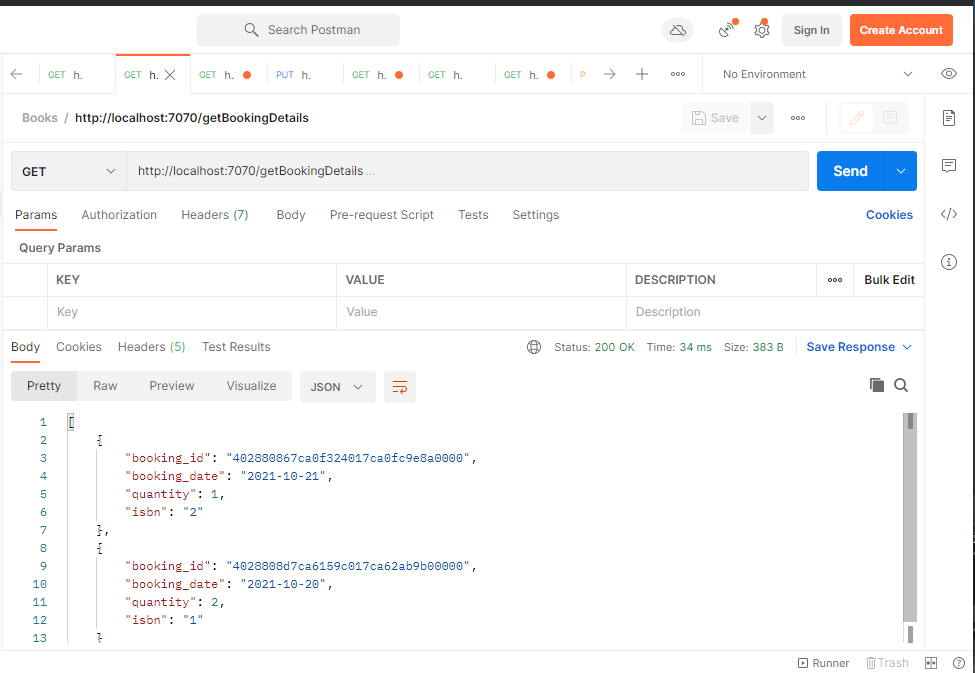 Search Postman
Sign In
Create Account
GET h.
GET h.
GET h.
PUT h.
GET h.
GET h.
GET h.
P
No Environment
Books / http://localhost:7070/getBookingDetails
Save
GET
http://localhost:7070/getBookingDetails ...
Send
Params Authorization Headers (7) Body Pre-request Script Tests Settings Cookies
Query Params
KEY VALUE DESCRIPTION Bulk Edit
Key Value Description
Body Cookies Headers (5) Test Results Status: 200 OK Time: 34 ms Size: 383 B Save Response
Pretty Raw Preview Visualize JSON
1 [
2 {
3 "booking_id": "402880867ca0f324017ca0fc9e8a0000",
4 "booking_date": "2021-10-21",
5 "quantity": 1,
6 "isbn": "2"
7 },
8 {
9 "booking_id": "4028808d7ca6159c017ca62ab9b00000",
10 "booking_date": "2021-10-20",
11 "quantity": 2,
12 "isbn": "1"
13 }
Runner Trash